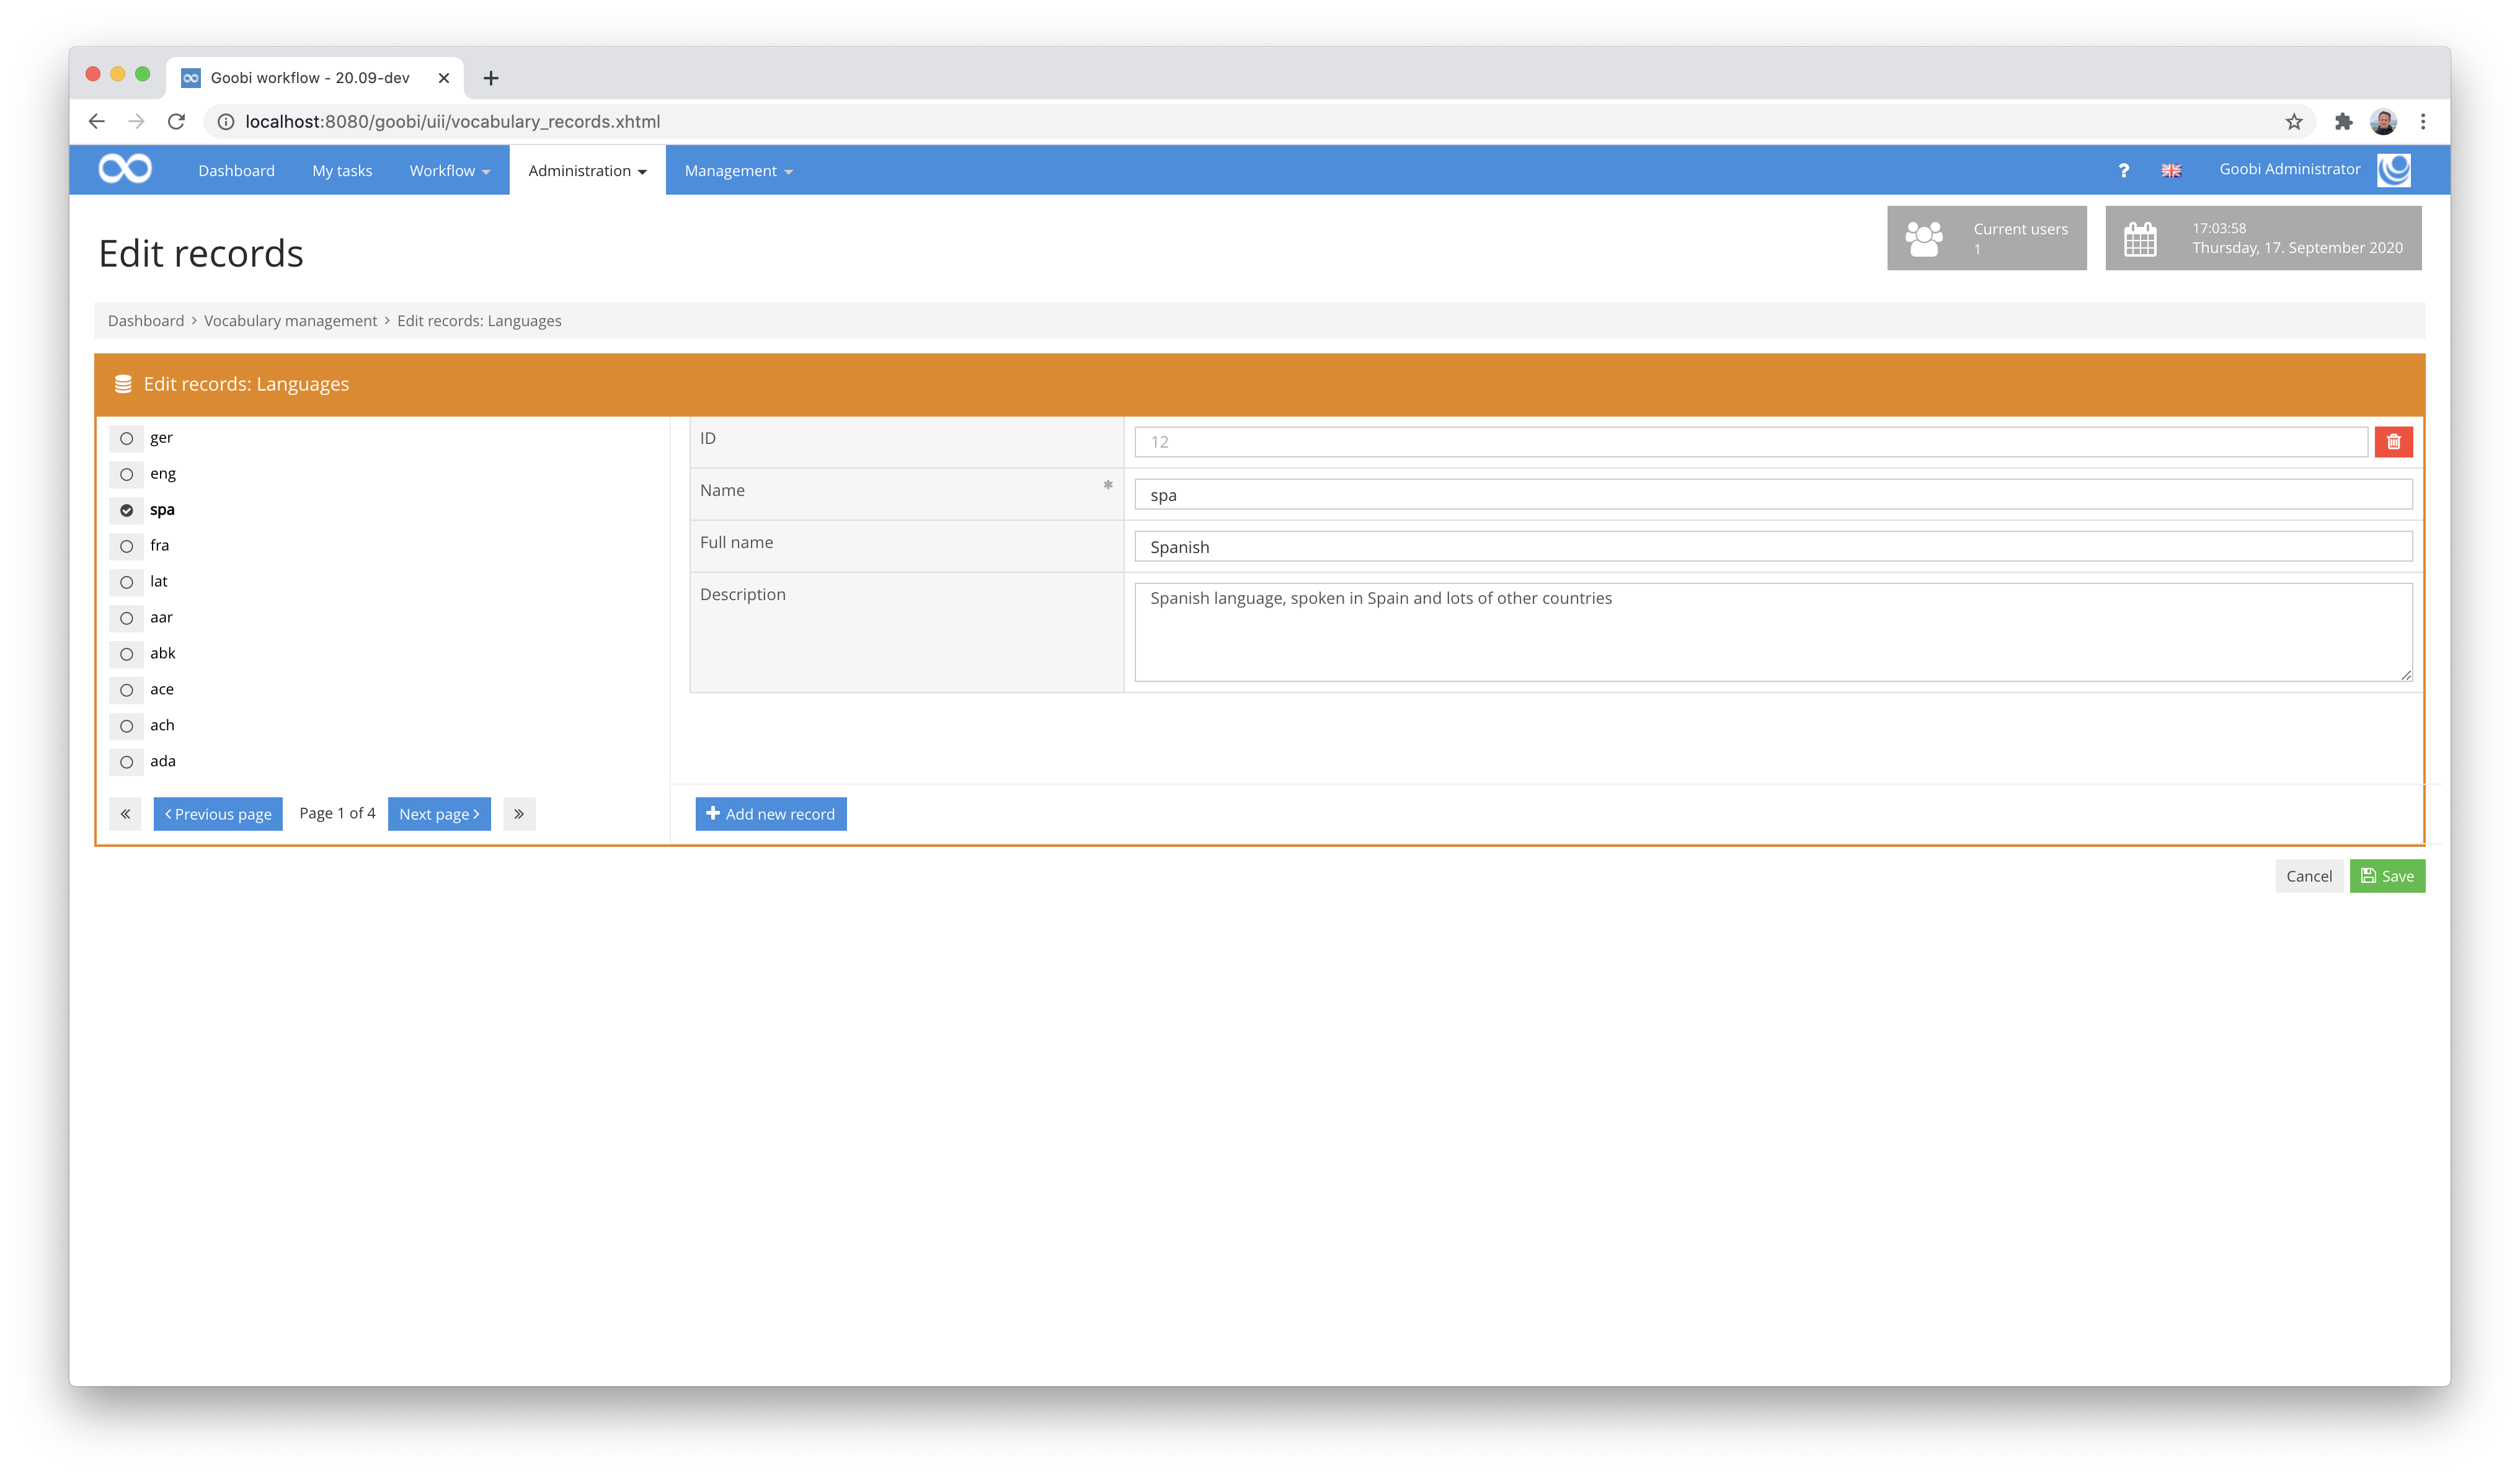 Goobi workflow - 20.09-dev
localhost:8080/goobi/uii/vocabulary_records.xhtml
Dashboard My tasks Workflow Administration Management ? Goobi Administrator
Edit records
Current users
1
17:03:58
Thursday, 17. September 2020
Dashboard > Vocabulary management > Edit records: Languages
Edit records: Languages
ger
eng
spa
fra
lat
aar
abk
ace
ach
ada
« < Previous page Page 1 of 4 Next page > »
ID 12
Name * spa
Full name Spanish
Description Spanish language, spoken in Spain and lots of other countries
Add new record
Cancel Save